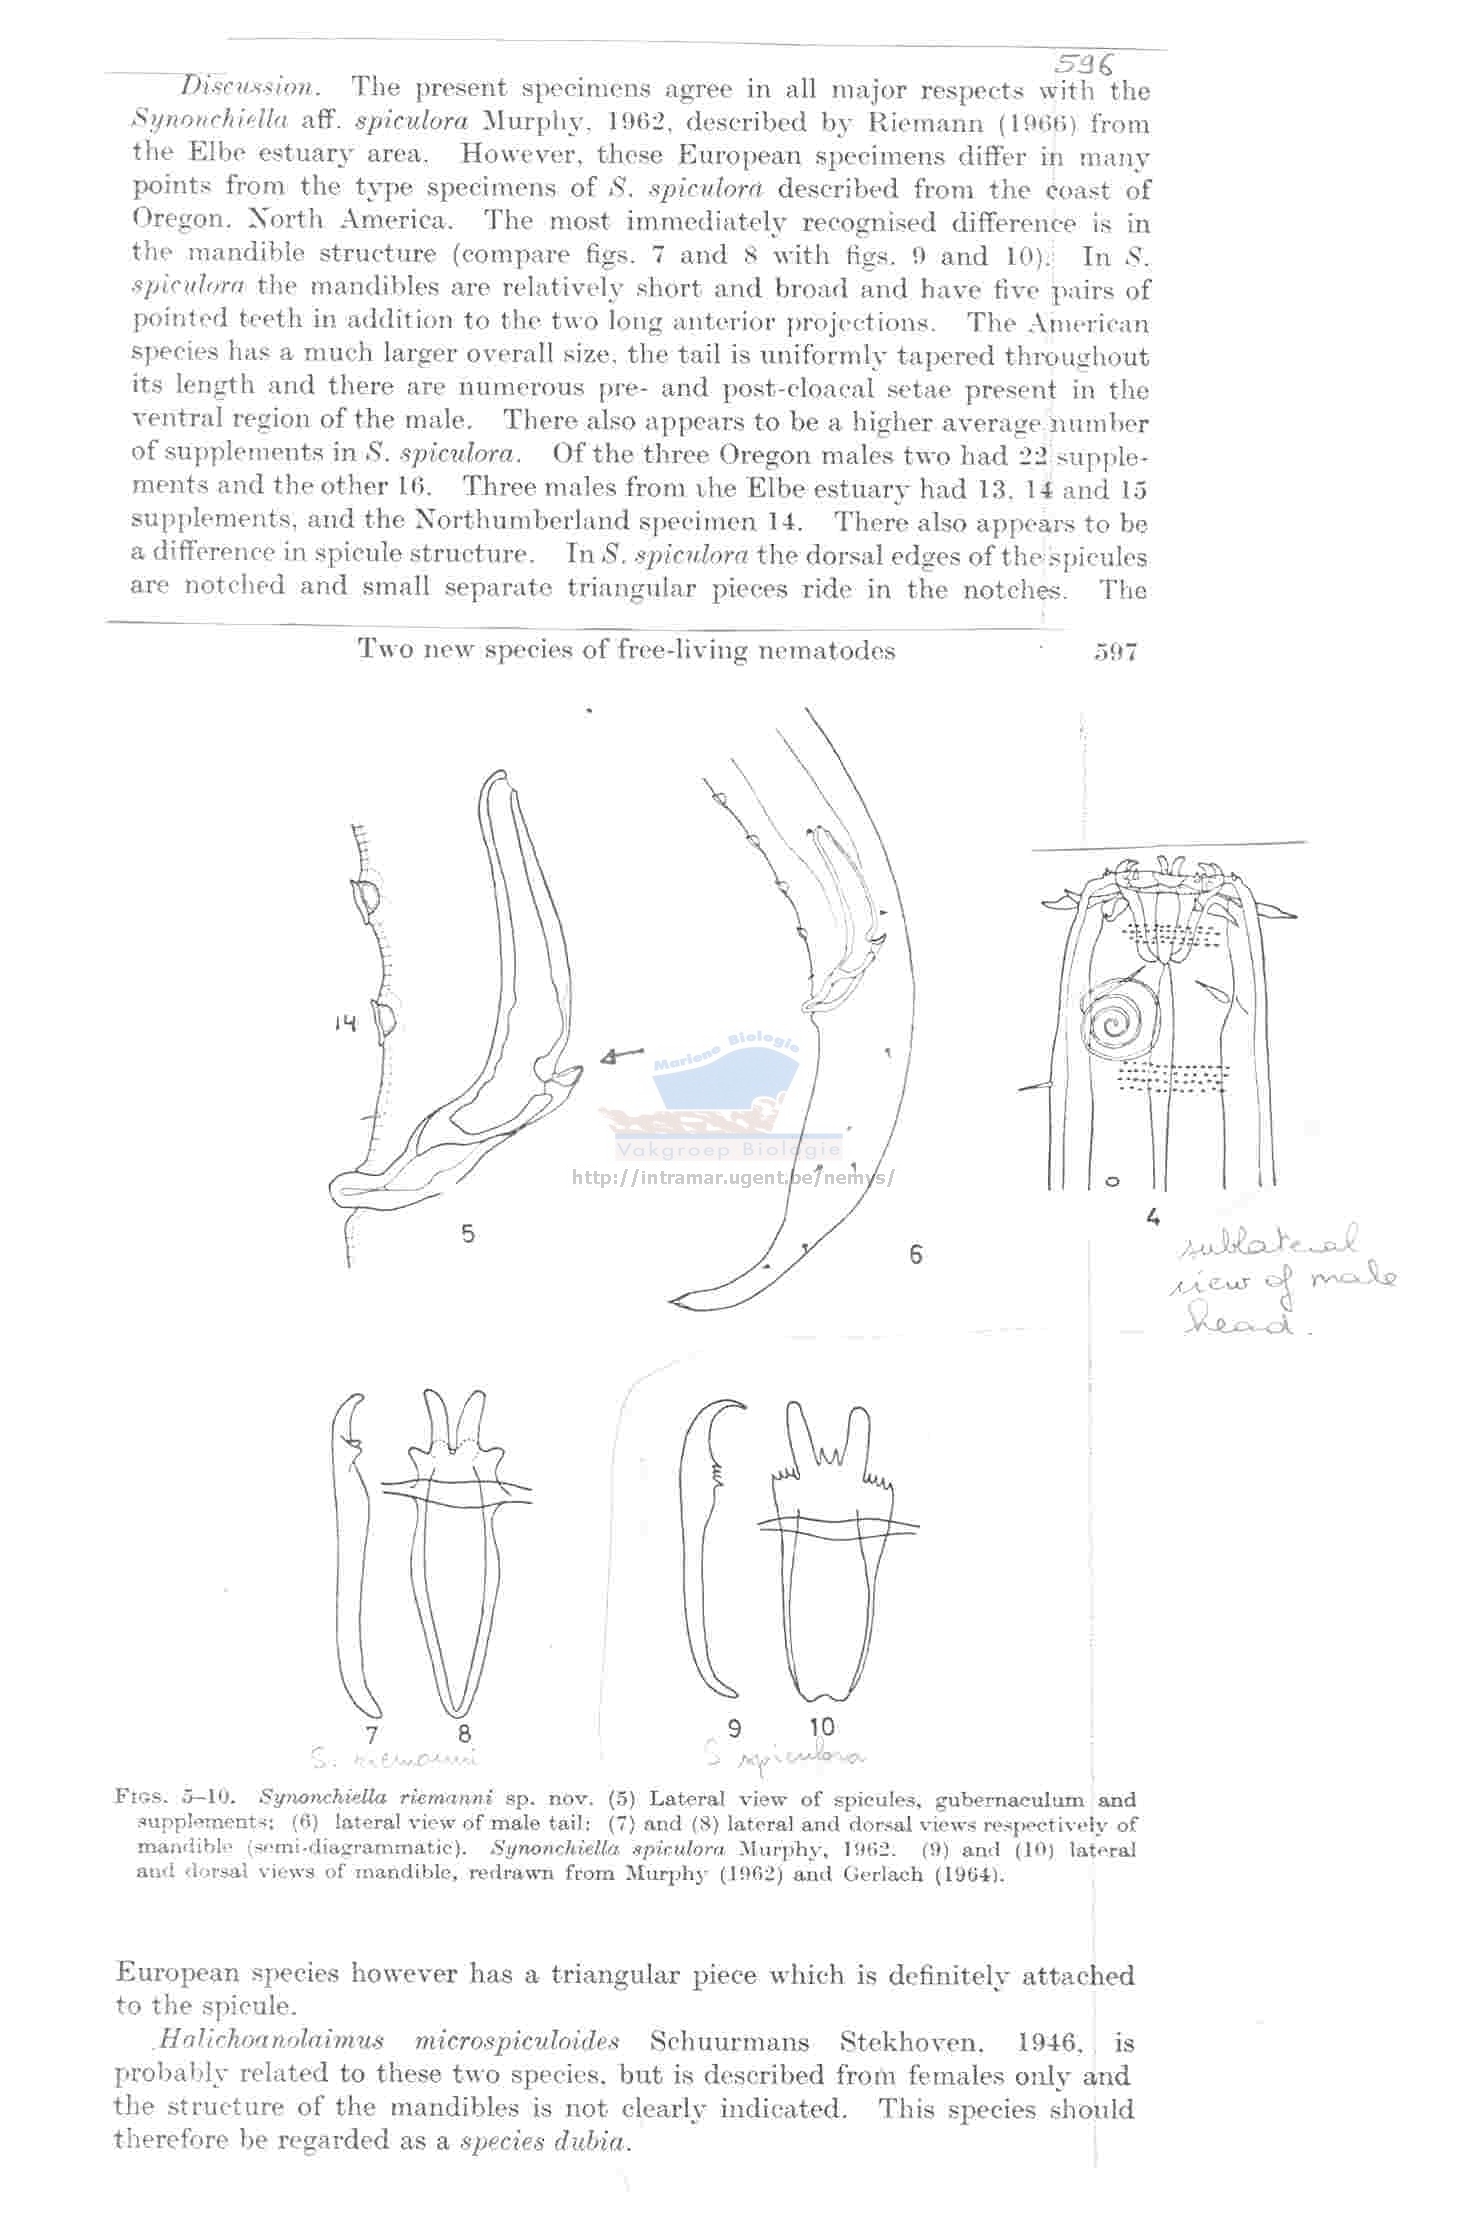 596
Discussion. The present specimens agree in all major respects with the
Synonchiella aff. spiculora Murphy, 1962, described by Riemann (1966) from
the Elbe estuary area. However, these European specimens differ in many
points from the type specimens of S. spiculora described from the coast of
Oregon, North America. The most immediately recognised difference is in
the mandible structure (compare figs. 7 and 8 with figs. 9 and 10). In S.
spiculora the mandibles are relatively short and broad and have five pairs of
pointed teeth in addition to the two long anterior projections. The American
species has a much larger overall size, the tail is uniformly tapered throughout
its length and there are numerous pre- and post-cloacal setae present in the
ventral region of the male. There also appears to be a higher average number
of supplements in S. spiculora. Of the three Oregon males two had 22 supple-
ments and the other 16. Three males from the Elbe estuary had 13, 14 and 15
supplements, and the Northumberland specimen 14. There also appears to be
a difference in spicule structure. In S. spiculora the dorsal edges of the spicules
are notched and small separate triangular pieces ride in the notches. The
Two new species of free-living nematodes 597
14
Mariene Biologie
Vakgroep Biologie
http://intramar.ugent.be/nemys/
4
5
6
sublateral
view of male
head.
7 8 9 10
S. riemanni S spiculora
Figs. 5–10. Synonchiella riemanni sp. nov. (5) Lateral view of spicules, gubernaculum and
supplements; (6) lateral view of male tail; (7) and (8) lateral and dorsal views respectively of
mandible (semi-diagrammatic). Synonchiella spiculora Murphy, 1962. (9) and (10) lateral
and dorsal views of mandible, redrawn from Murphy (1962) and Gerlach (1964).
European species however has a triangular piece which is definitely attached
to the spicule.
Halichoanolaimus microspiculoides Schuurmans Stekhoven, 1946, is
probably related to these two species, but is described from females only and
the structure of the mandibles is not clearly indicated. This species should
therefore be regarded as a species dubia.